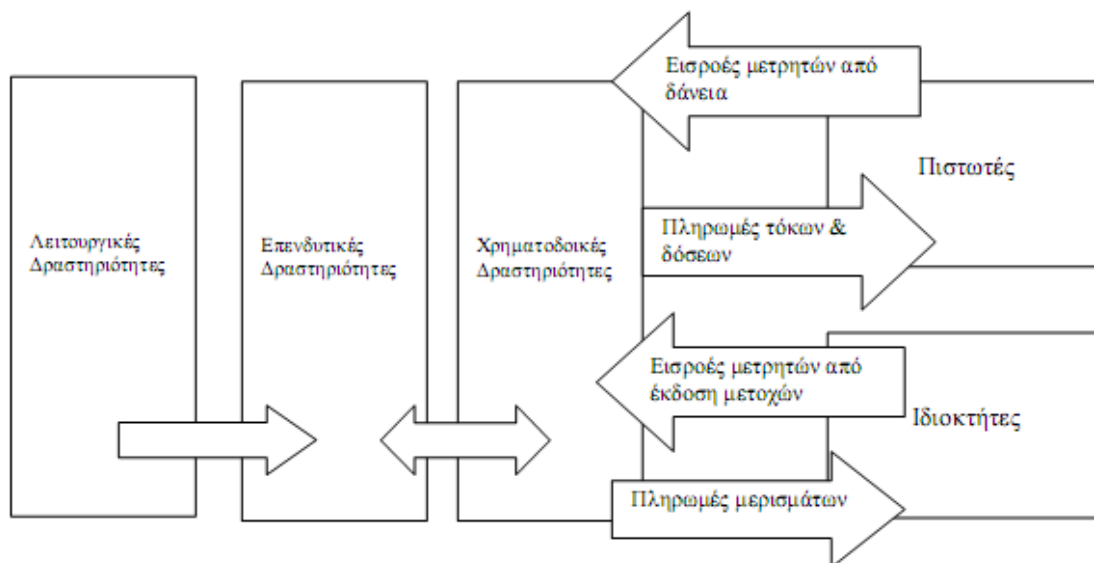 Λειτουργικές
Δραστηριότητες
Επενδυτικές
Δραστηριότητες
Χρηματοδοικές
Δραστηριότητες
Εισροές μετρητών από
δάνεια
Πιστωτές
Πληρωμές τόκων &
δόσεων
Εισροές μετρητών από
έκδοση μετοχών
Ιδιοκτήτες
Πληρωμές μερισμάτων